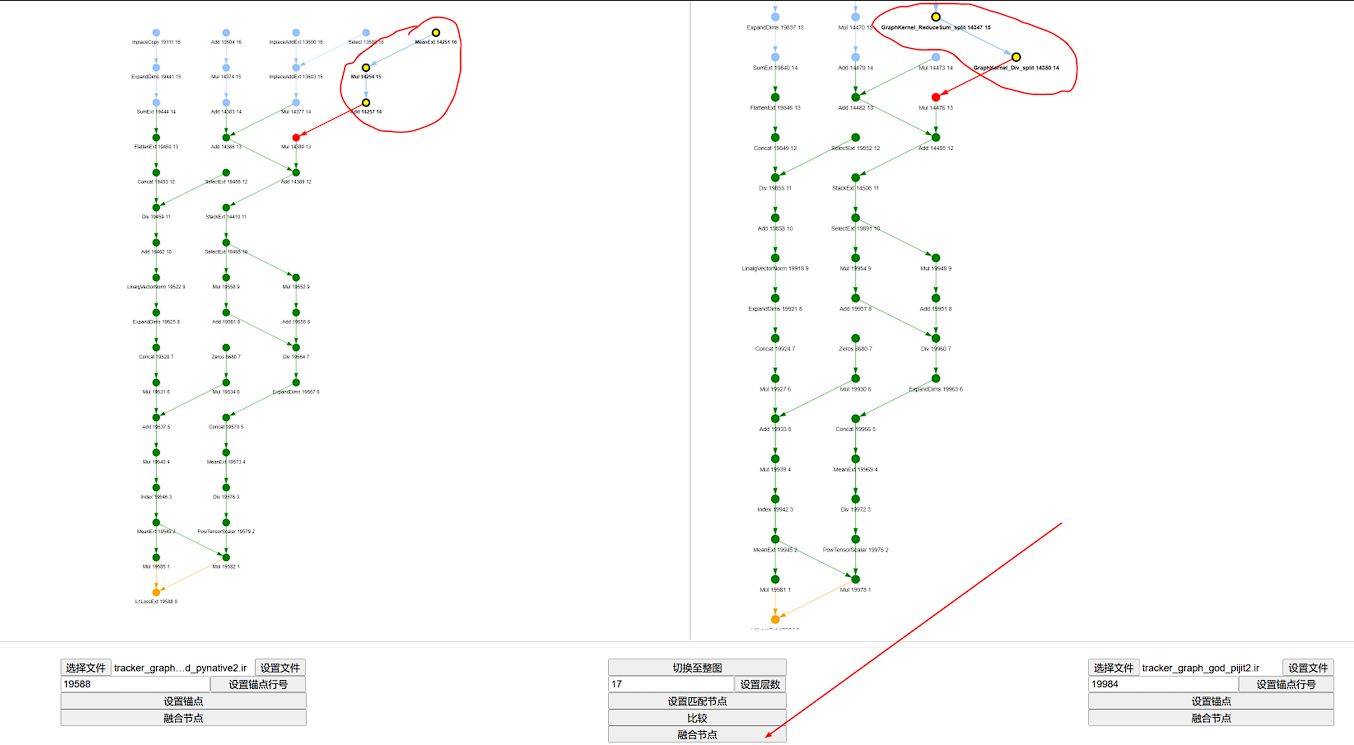 InplaceCopy 19111 16
Add 13504 16
InplaceAddExt 13600 16
Select 13589 16
MeanExt 14251 16
ExpandDims 19441 15
Mul 14374 15
InplaceAddExt 13603 15
Mul 14254 15
SumExt 19444 14
Add 14383 14
Mul 14377 14
Add 14257 14
FlattenExt 19450 13
Add 14386 13
Mul 14380 13
Concat 19453 12
SelectExt 19456 12
Add 14389 12
Div 19459 11
StackExt 14410 11
Add 19462 10
SelectExt 19495 10
LinalgVectorNorm 19522 9
Mul 19558 9
Mul 19552 9
ExpandDims 19525 8
Add 19561 8
Add 19555 8
Concat 19528 7
Zeros 8680 7
Div 19564 7
Mul 19531 6
Mul 19534 6
ExpandDims 19567 6
Add 19537 5
Concat 19570 5
Mul 19543 4
MeanExt 19573 4
Index 19546 3
Div 19576 3
MeanExt 19549 2
PowTensorScalar 19579 2
Mul 19585 1
Mul 19582 1
L1LossExt 19588 0
ExpandDims 19837 15
Mul 14470 15
GraphKernel_ReduceSum_split 14347 15
SumExt 19840 14
Add 14479 14
Mul 14473 14
GraphKernel_Div_split 14350 14
FlattenExt 19846 13
Add 14482 13
Mul 14476 13
Concat 19849 12
SelectExt 19852 12
Add 14485 12
Div 19855 11
StackExt 14506 11
Add 19858 10
SelectExt 19891 10
LinalgVectorNorm 19918 9
Mul 19954 9
Mul 19948 9
ExpandDims 19921 8
Add 19957 8
Add 19951 8
Concat 19924 7
Zeros 8680 7
Div 19960 7
Mul 19927 6
Mul 19930 6
ExpandDims 19963 6
Add 19933 5
Concat 19966 5
Mul 19939 4
MeanExt 19969 4
Index 19942 3
Div 19972 3
MeanExt 19945 2
PowTensorScalar 19975 2
Mul 19981 1
Mul 19978 1
选择文件 tracker_graph...d_pynative2.ir 设置文件
19588 设置锚点行号
设置锚点
融合节点
切换至整图
17 设置层数
设置匹配节点
比较
融合节点
选择文件 tracker_graph_god_pijit2.ir 设置文件
19984 设置锚点行号
设置锚点
融合节点